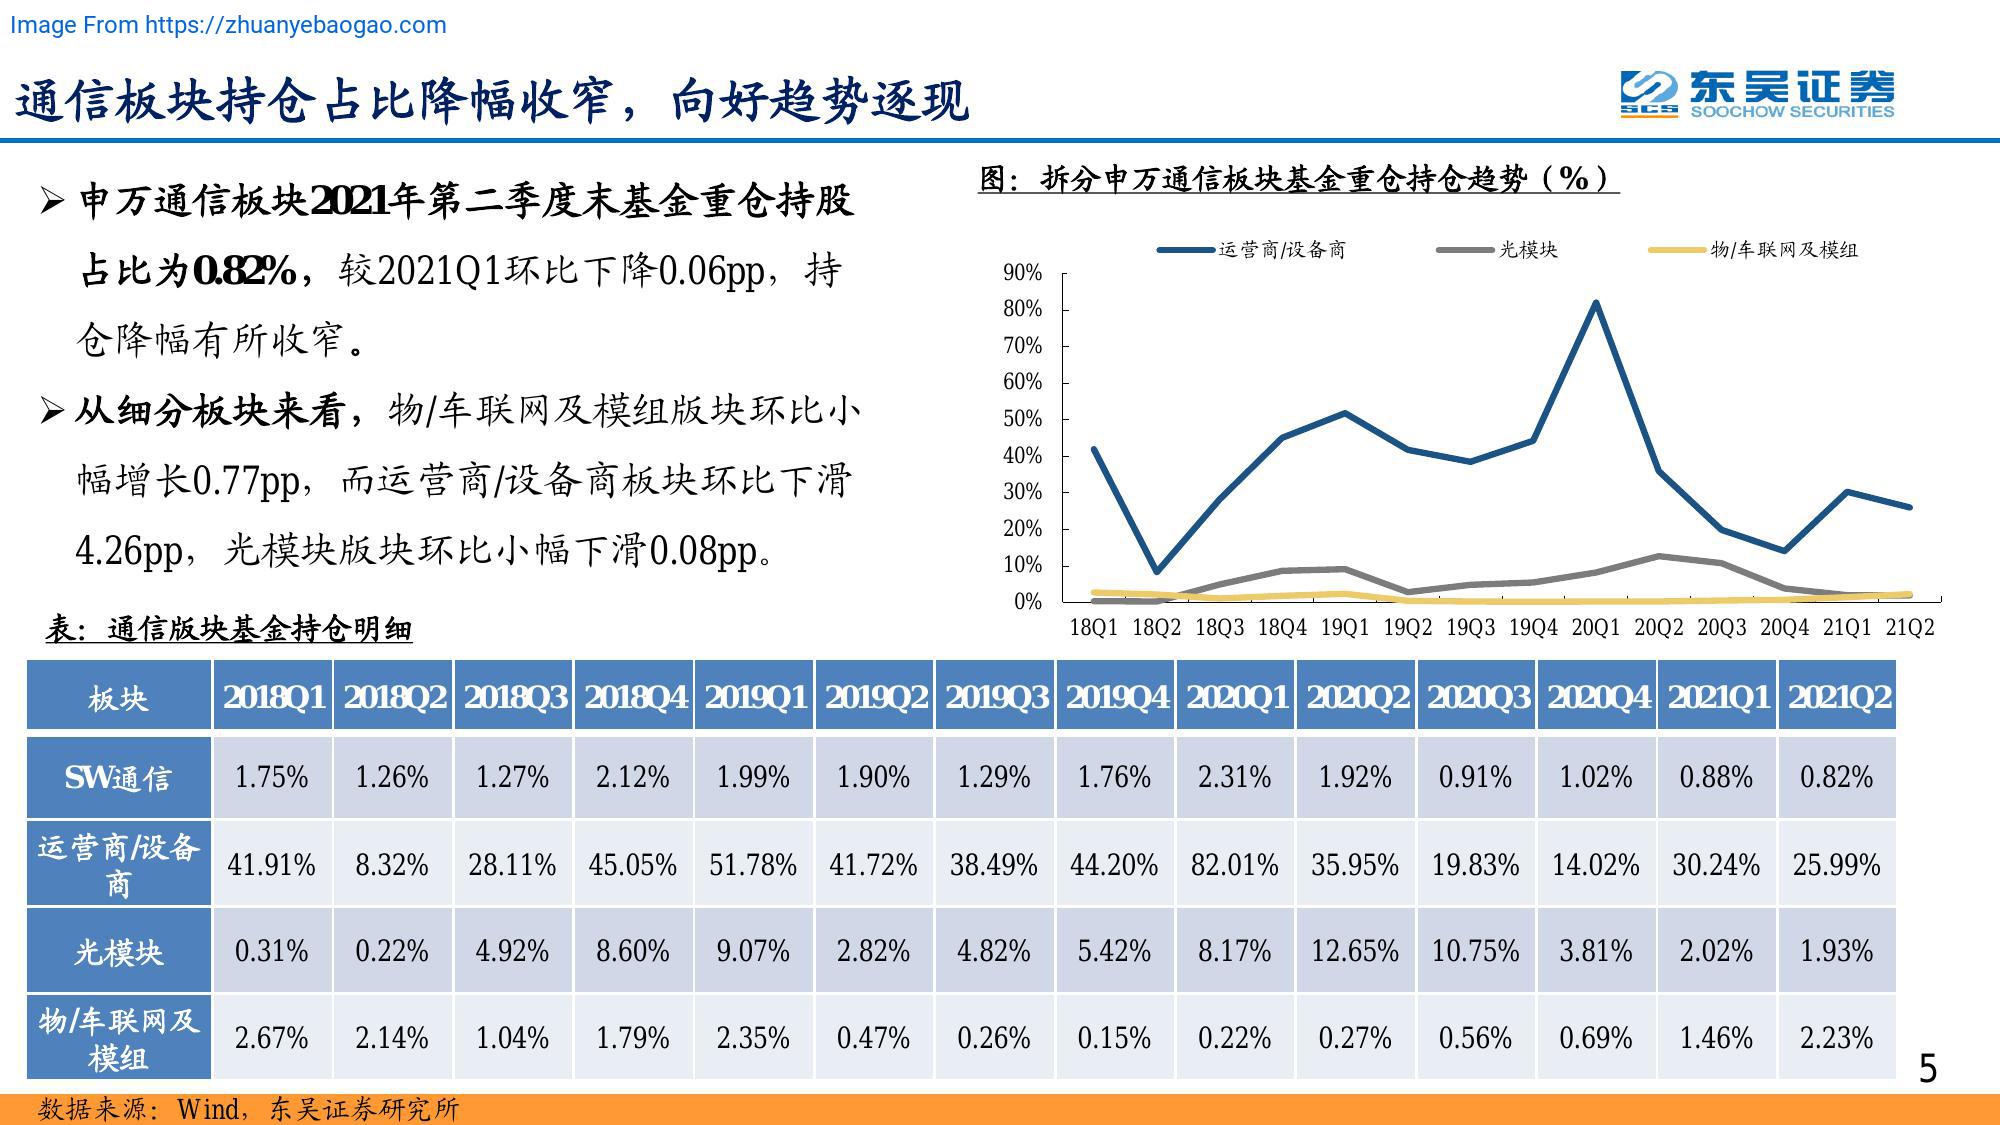 Image From https://zhuanyebaogao.com
通信板块持仓占比降幅收窄，向好趋势逐现
东吴证券
SCS
SOOCHOW SECURITIES
➢申万通信板块2021年第二季度末基金重仓持股
占比为0.82%，较2021Q1环比下降0.06pp，持
仓降幅有所收窄。
➢从细分板块来看，物/车联网及模组版块环比小
幅增长0.77pp，而运营商/设备商板块环比下滑
4.26pp，光模块版块环比小幅下滑0.08pp。
图：拆分申万通信板块基金重仓持仓趋势（%）
运营商/设备商 光模块 物/车联网及模组
90%
80%
70%
60%
50%
40%
30%
20%
10%
0%
18Q1 18Q2 18Q3 18Q4 19Q1 19Q2 19Q3 19Q4 20Q1 20Q2 20Q3 20Q4 21Q1 21Q2
表：通信版块基金持仓明细
板块 2018Q1 2018Q2 2018Q3 2018Q4 2019Q1 2019Q2 2019Q3 2019Q4 2020Q1 2020Q2 2020Q3 2020Q4 2021Q1 2021Q2
SW通信 1.75% 1.26% 1.27% 2.12% 1.99% 1.90% 1.29% 1.76% 2.31% 1.92% 0.91% 1.02% 0.88% 0.82%
运营商/设备
商 41.91% 8.32% 28.11% 45.05% 51.78% 41.72% 38.49% 44.20% 82.01% 35.95% 19.83% 14.02% 30.24% 25.99%
光模块 0.31% 0.22% 4.92% 8.60% 9.07% 2.82% 4.82% 5.42% 8.17% 12.65% 10.75% 3.81% 2.02% 1.93%
物/车联网及
模组 2.67% 2.14% 1.04% 1.79% 2.35% 0.47% 0.26% 0.15% 0.22% 0.27% 0.56% 0.69% 1.46% 2.23%
5
数据来源：Wind，东吴证券研究所